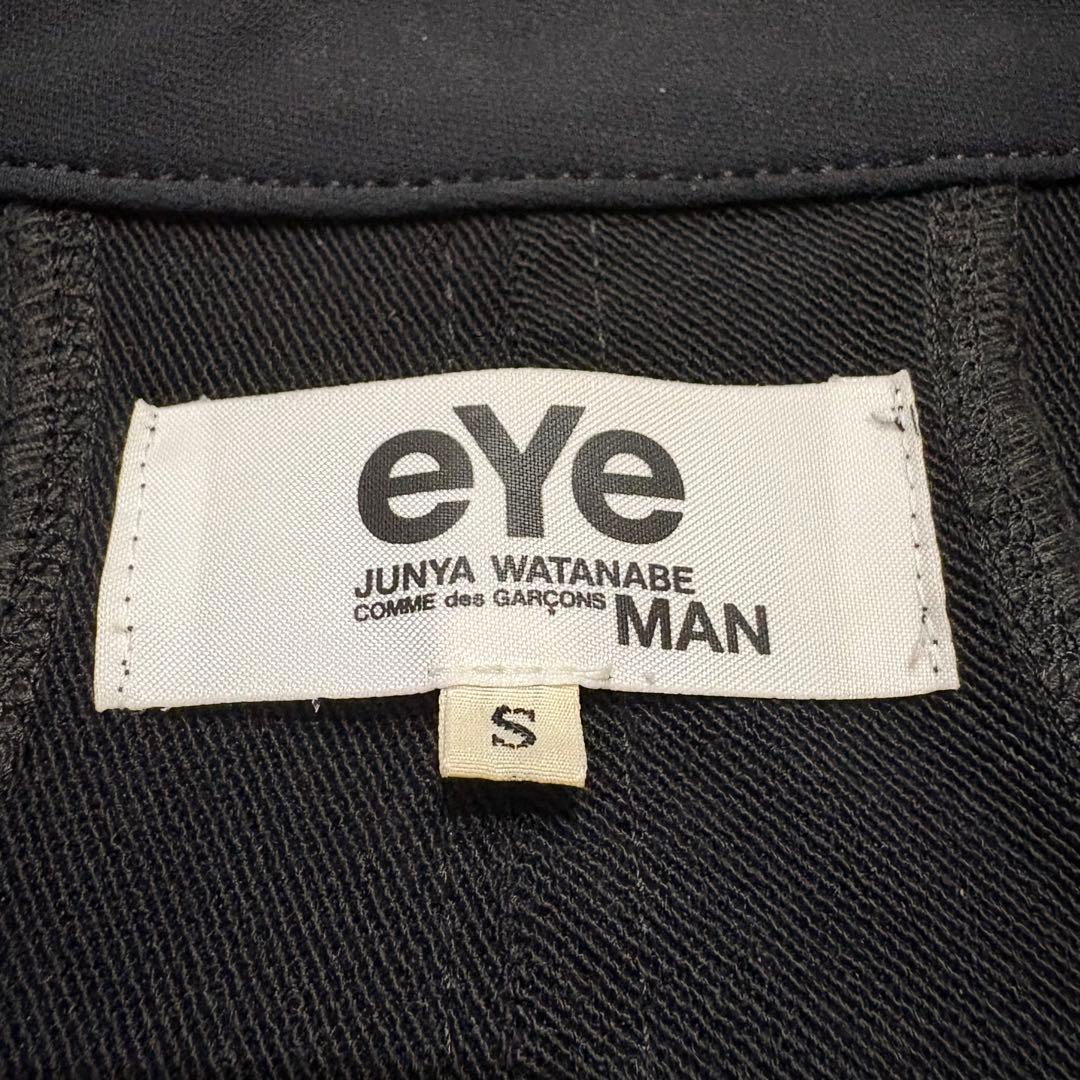 eYe
JUNYA WATANABE
COMME des GARÇONS MAN
S